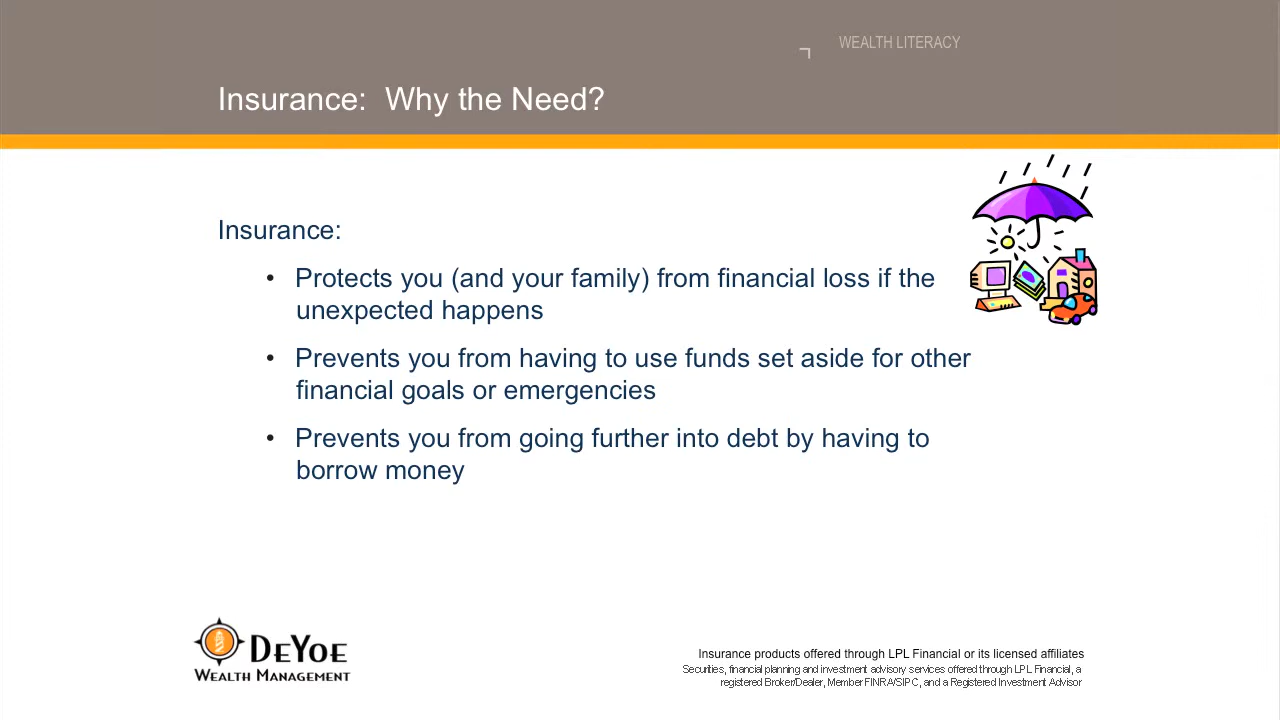 WEALTH LITERACY
Insurance:  Why the Need?
Insurance:
• Protects you (and your family) from financial loss if the
unexpected happens
• Prevents you from having to use funds set aside for other
financial goals or emergencies
• Prevents you from going further into debt by having to
borrow money
DEYOE
WEALTH MANAGEMENT
Insurance products offered through LPL Financial or its licensed affiliates
Securities, financial planning and investment advisory services offered through LPL Financial, a
registered Broker/Dealer, Member FINRA/SIPC, and a Registered Investment Advisor